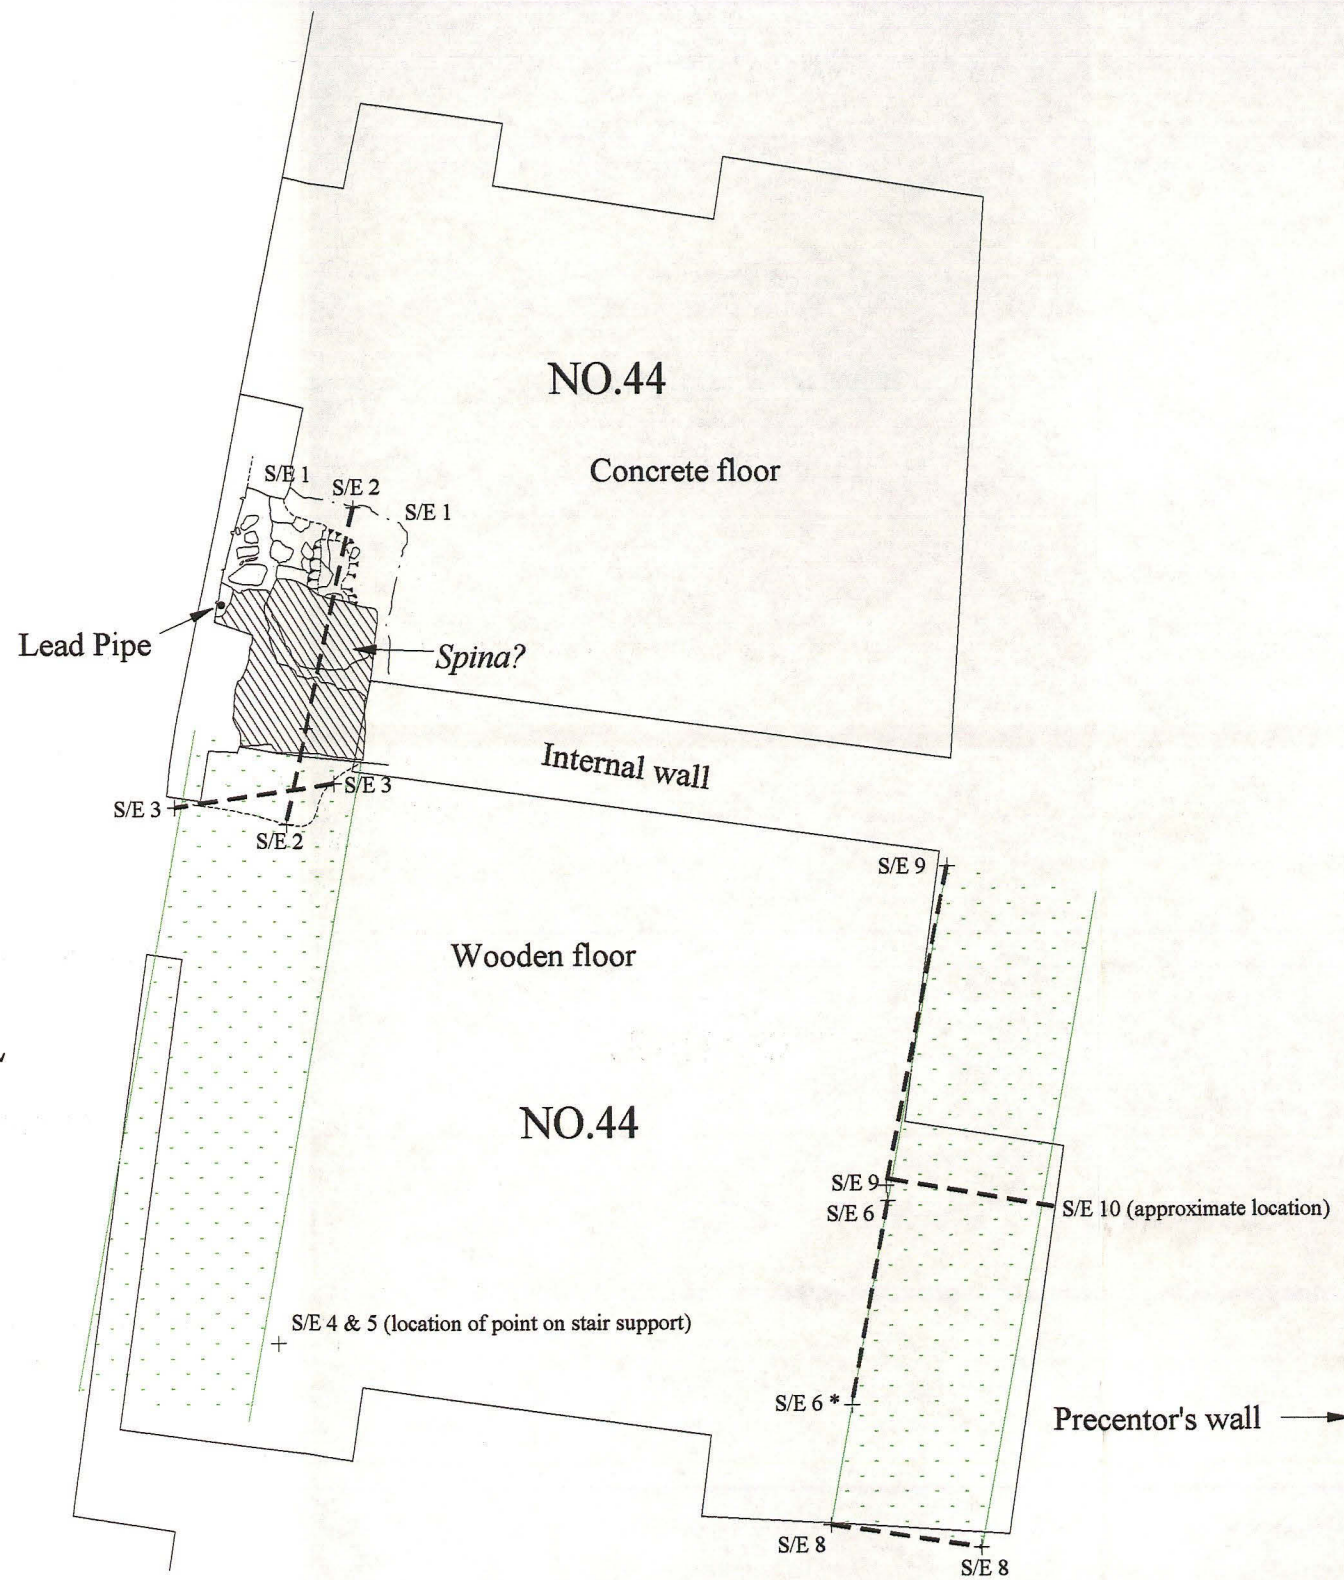 NO.44
Concrete floor
S/E 1
S/E 2
S/E 1
Lead Pipe
Spina?
Internal wall
S/E 3
S/E 3
S/E 2
S/E 9
Wooden floor
NO.44
S/E 9
S/E 6
S/E 10 (approximate location)
S/E 4 & 5 (location of point on stair support)
S/E 6 *
Precentor's wall
S/E 8
S/E 8